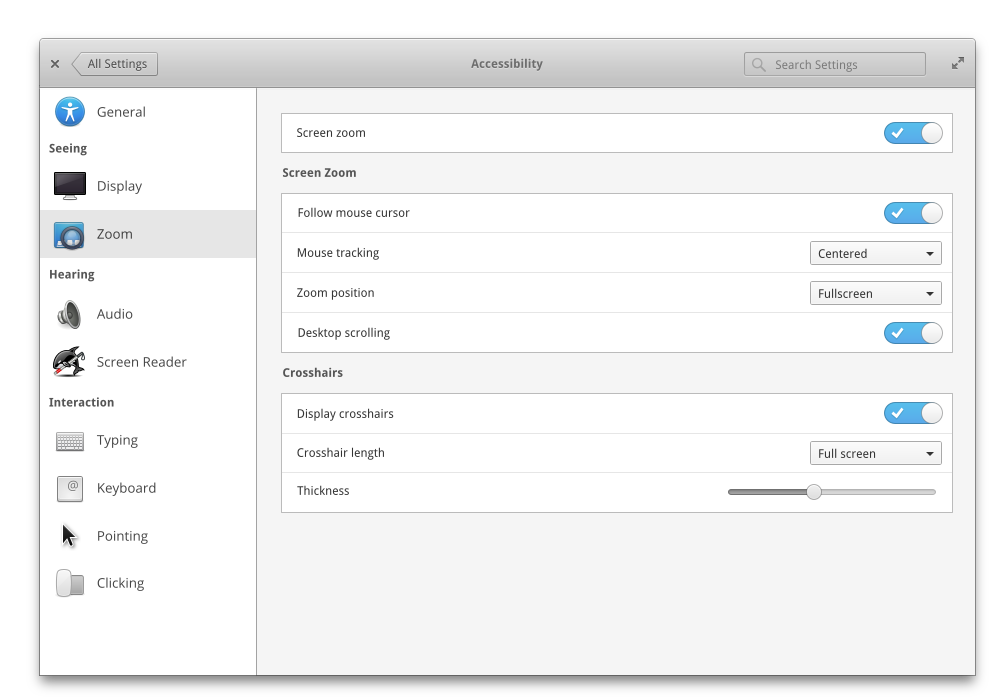 All Settings
Accessibility
Search Settings
General
Seeing
Display
Zoom
Hearing
Audio
Screen Reader
Interaction
Typing
Keyboard
@
Pointing
Clicking
Screen zoom
Screen Zoom
Follow mouse cursor
Mouse tracking Centered
Zoom position Fullscreen
Desktop scrolling
Crosshairs
Display crosshairs
Crosshair length Full screen
Thickness